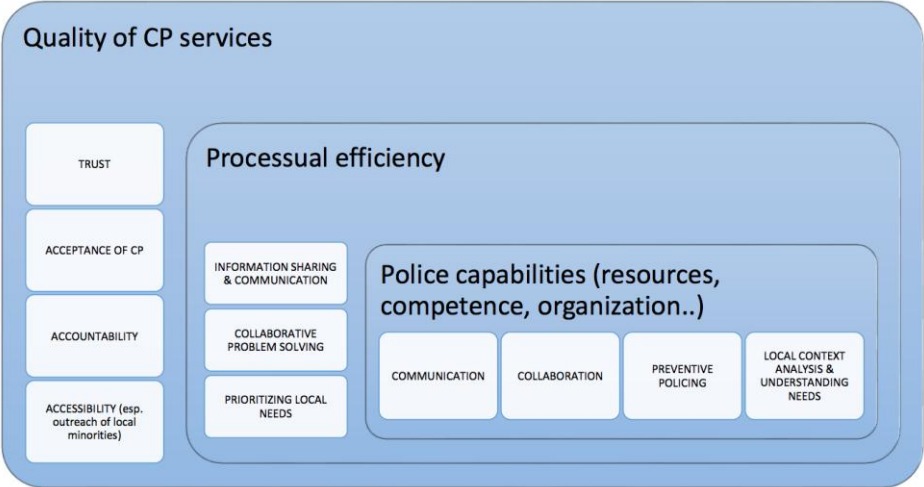 Quality of CP services
TRUST
ACCEPTANCE OF CP
ACCOUNTABILITY
ACCESSIBILITY (esp.
outreach of local
minorities)
Processual efficiency
INFORMATION SHARING
& COMMUNICATION
COLLABORATIVE
PROBLEM SOLVING
PRIORITIZING LOCAL
NEEDS
Police capabilities (resources,
competence, organization..)
COMMUNICATION
COLLABORATION
PREVENTIVE
POLICING
LOCAL CONTEXT
ANALYSIS &
UNDERSTANDING
NEEDS